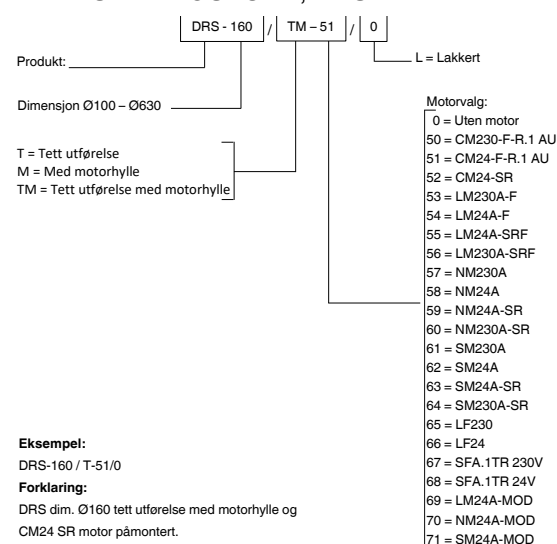 DRS - 160 / TM – 51 / 0
Produkt:
L = Lakkert
Dimensjon Ø100 – Ø630
T = Tett utførelse
M = Med motorhylle
TM = Tett utførelse med motorhylle
Motorvalg:
0 = Uten motor
50 = CM230-F-R.1 AU
51 = CM24-F-R.1 AU
52 = CM24-SR
53 = LM230A-F
54 = LM24A-F
55 = LM24A-SRF
56 = LM230A-SRF
57 = NM230A
58 = NM24A
59 = NM24A-SR
60 = NM230A-SR
61 = SM230A
62 = SM24A
63 = SM24A-SR
64 = SM230A-SR
65 = LF230
66 = LF24
67 = SFA.1TR 230V
68 = SFA.1TR 24V
69 = LM24A-MOD
70 = NM24A-MOD
71 = SM24A-MOD
Eksempel:
DRS-160 / T-51/0
Forklaring:
DRS dim. Ø160 tett utførelse med motorhylle og
CM24 SR motor påmontert.